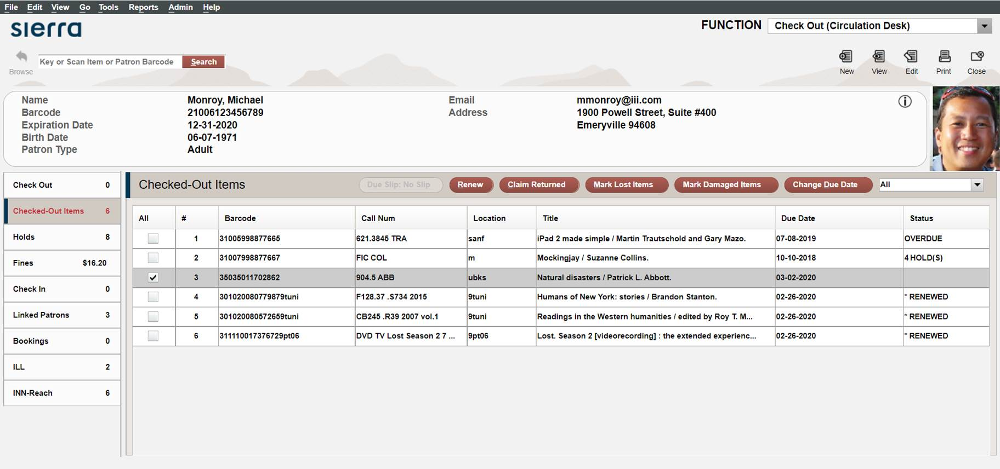 File Edit View Go Tools Reports Admin Help
sierra
FUNCTION Check Out (Circulation Desk)
Browse
Key or Scan Item or Patron Barcode Search
New View Edit Print Close
Name Monroy, Michael Email mmonroy@iii.com
Barcode 21006123456789 Address 1900 Powell Street, Suite #400
Expiration Date 12-31-2020 Emeryville 94608
Birth Date 06-07-1971
Patron Type Adult
Check Out 0
Checked-Out Items 6
Holds 8
Fines $16.20
Check In 0
Linked Patrons 3
Bookings 0
ILL 2
INN-Reach 6
Checked-Out Items Due Slip: No Slip Renew Claim Returned Mark Lost Items Mark Damaged Items Change Due Date All
All # Barcode Call Num Location Title Due Date Status
1 31005998877665 621.3845 TRA sanf iPad 2 made simple / Martin Trautschold and Gary Mazo. 07-08-2019 OVERDUE
2 31007998877667 FIC COL m Mockingjay / Suzanne Collins. 10-10-2018 4 HOLD(S)
3 35035011702862 904.5 ABB ubks Natural disasters / Patrick L. Abbott. 03-02-2020
4 301020080779879tuni F128.37 .S734 2015 9tuni Humans of New York: stories / Brandon Stanton. 02-26-2020 * RENEWED
5 301020080572659tuni CB245 .R39 2007 vol.1 9tuni Readings in the Western humanities / edited by Roy T. M... 02-26-2020 * RENEWED
6 311110017376729pt06 DVD TV Lost Season 2 7 ... 9pt06 Lost. Season 2 [videorecording] : the extended experienc... 02-26-2020 * RENEWED